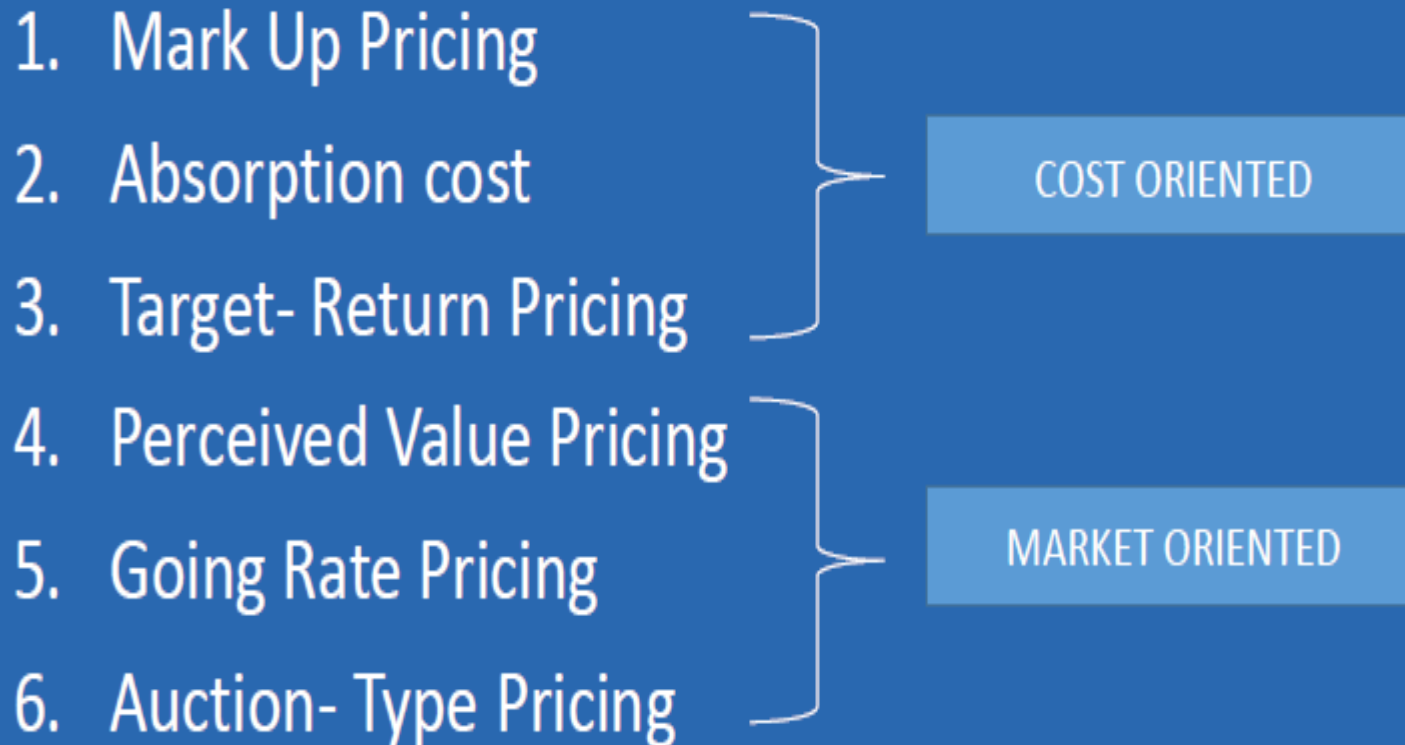 1. Mark Up Pricing
2. Absorption cost
3. Target- Return Pricing
COST ORIENTED
4. Perceived Value Pricing
5. Going Rate Pricing
6. Auction- Type Pricing
MARKET ORIENTED